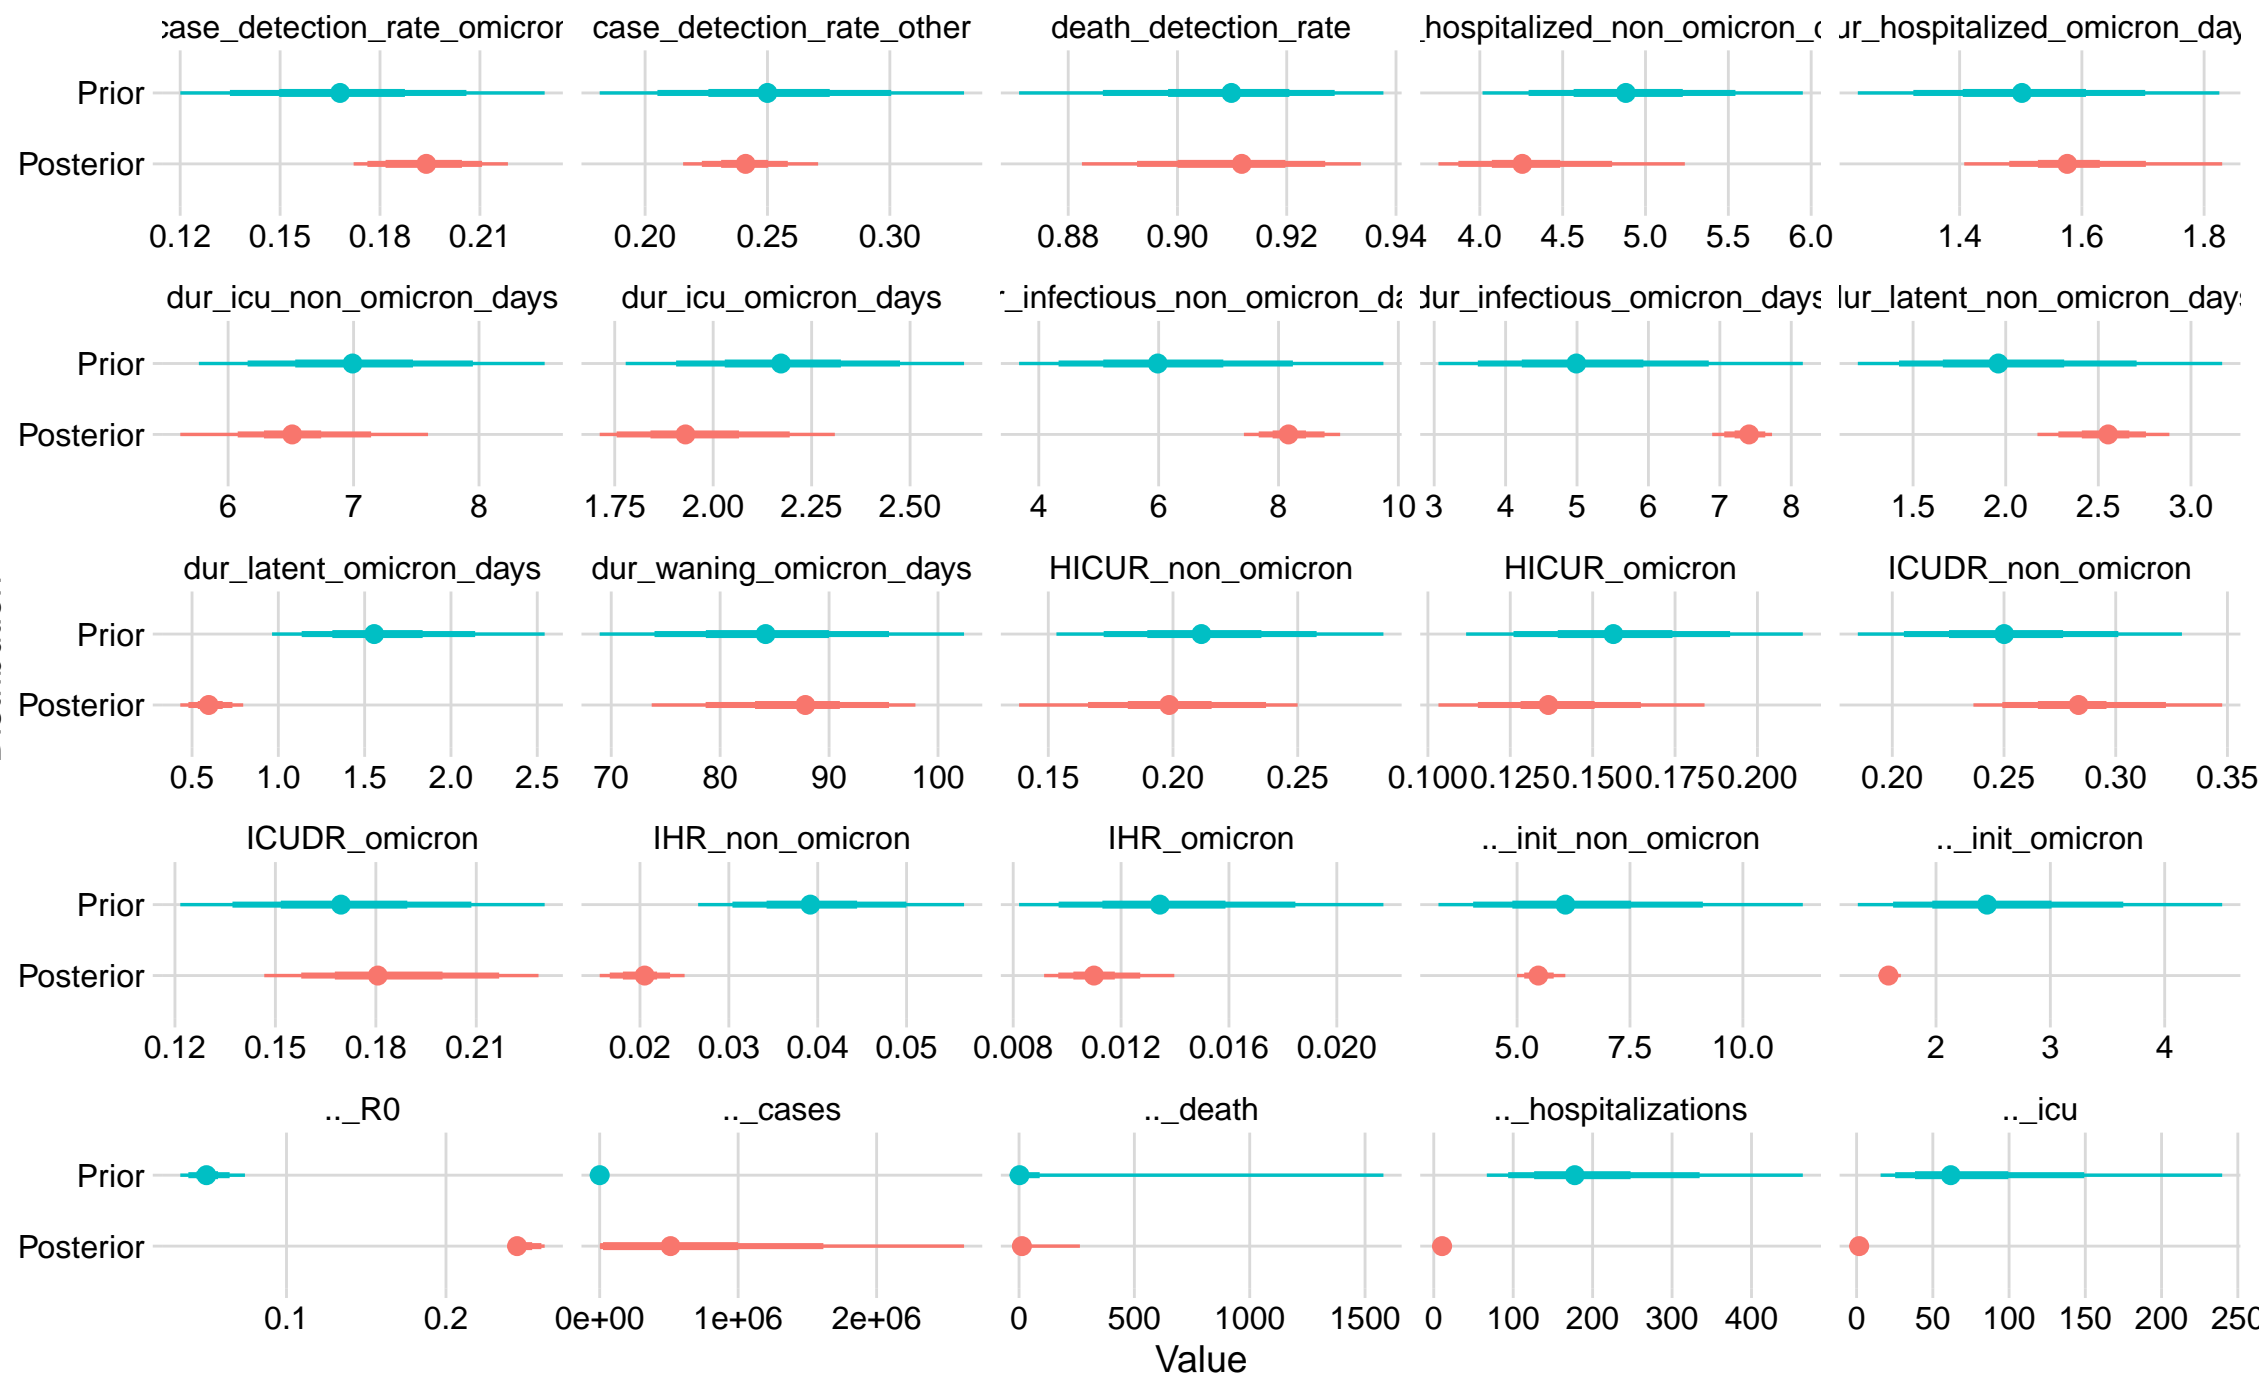 case_detection_rate_omicron case_detection_rate_other death_detection_rate _hospitalized_non_omicron_ ur_hospitalized_omicron_day
Prior
Posterior
0.12 0.15 0.18 0.21 0.20 0.25 0.30 0.88 0.90 0.92 0.94 4.0 4.5 5.0 5.5 6.0 1.4 1.6 1.8
dur_icu_non_omicron_days dur_icu_omicron_days _infectious_non_omicron_da dur_infectious_omicron_days lur_latent_non_omicron_days
Prior
Posterior
6 7 8 1.75 2.00 2.25 2.50 4 6 8 10 3 4 5 6 7 8 1.5 2.0 2.5 3.0
dur_latent_omicron_days dur_waning_omicron_days HICUR_non_omicron HICUR_omicron ICUDR_non_omicron
Prior
Posterior
0.5 1.0 1.5 2.0 2.5 70 80 90 100 0.15 0.20 0.25 0.100 0.125 0.150 0.175 0.200 0.20 0.25 0.30 0.35
ICUDR_omicron IHR_non_omicron IHR_omicron .._init_non_omicron .._init_omicron
Prior
Posterior
0.12 0.15 0.18 0.21 0.02 0.03 0.04 0.05 0.008 0.012 0.016 0.020 5.0 7.5 10.0 2 3 4
.._R0 .._cases .._death .._hospitalizations .._icu
Prior
Posterior
0.1 0.2 0e+00 1e+06 2e+06 0 500 1000 1500 0 100 200 300 400 0 50 100 150 200 250
Value